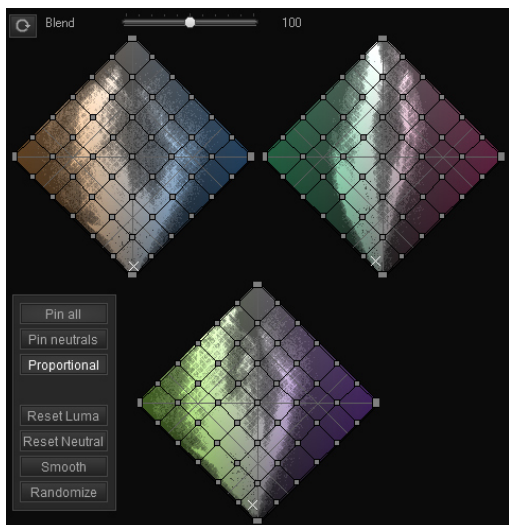 Blend 100
Pin all
Pin neutrals
Proportional
Reset Luma
Reset Neutral
Smooth
Randomize